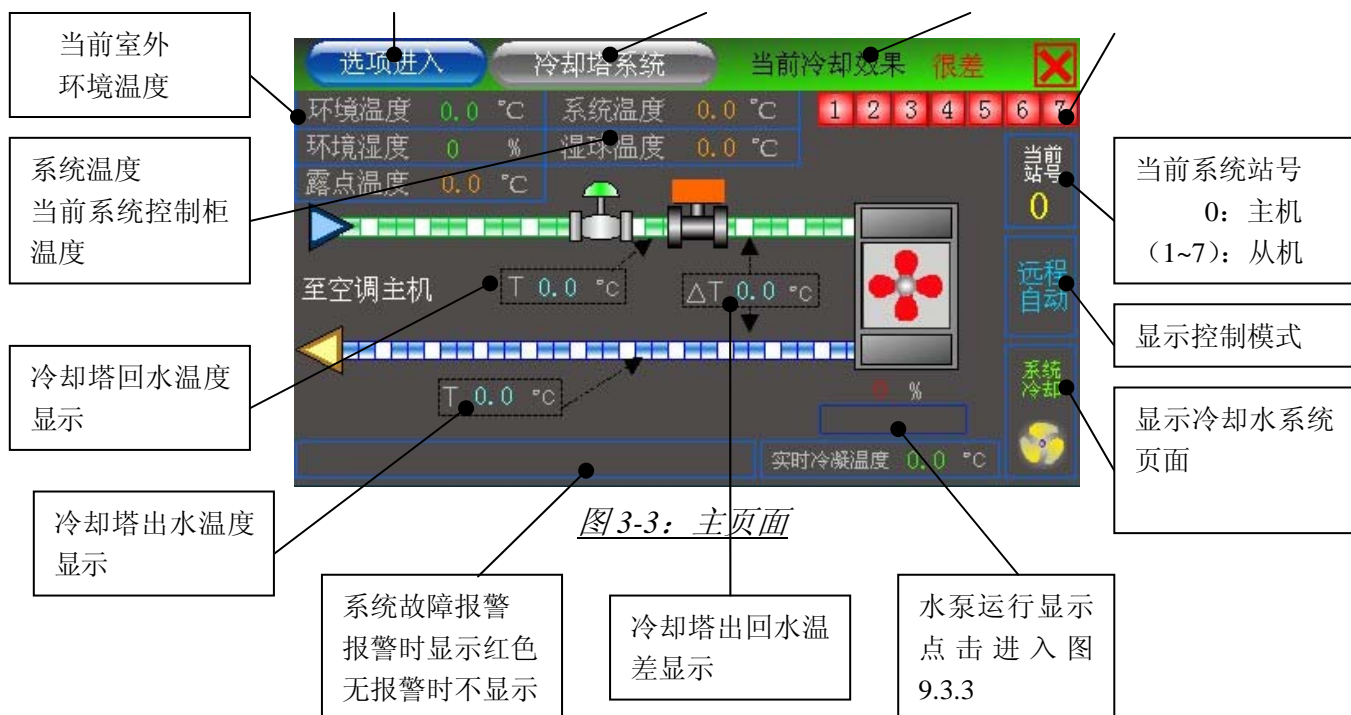 当前室外
环境温度
选项进入 冷却塔系统 当前冷却效果 很差
环境温度 0.0 ℃ 系统温度 0.0 ℃ 1 2 3 4 5 6 7
环境湿度 0 % 湿球温度 0.0 ℃
露点温度 0.0 ℃
当前
站号
0
系统温度
当前系统控制柜
温度
当前系统站号
0：主机
（1~7）：从机
至空调主机 T 0.0 ℃ △T 0.0 ℃
远程
自动
显示控制模式
冷却塔回水温度
显示
T 0.0 ℃
0 %
系统
冷却
显示冷却水系统
页面
实时冷凝温度 0.0 ℃
冷却塔出水温度
显示
图 3-3：主页面
系统故障报警
报警时显示红色
无报警时不显示
冷却塔出回水温
差显示
水泵运行显示
点击进入图
9.3.3